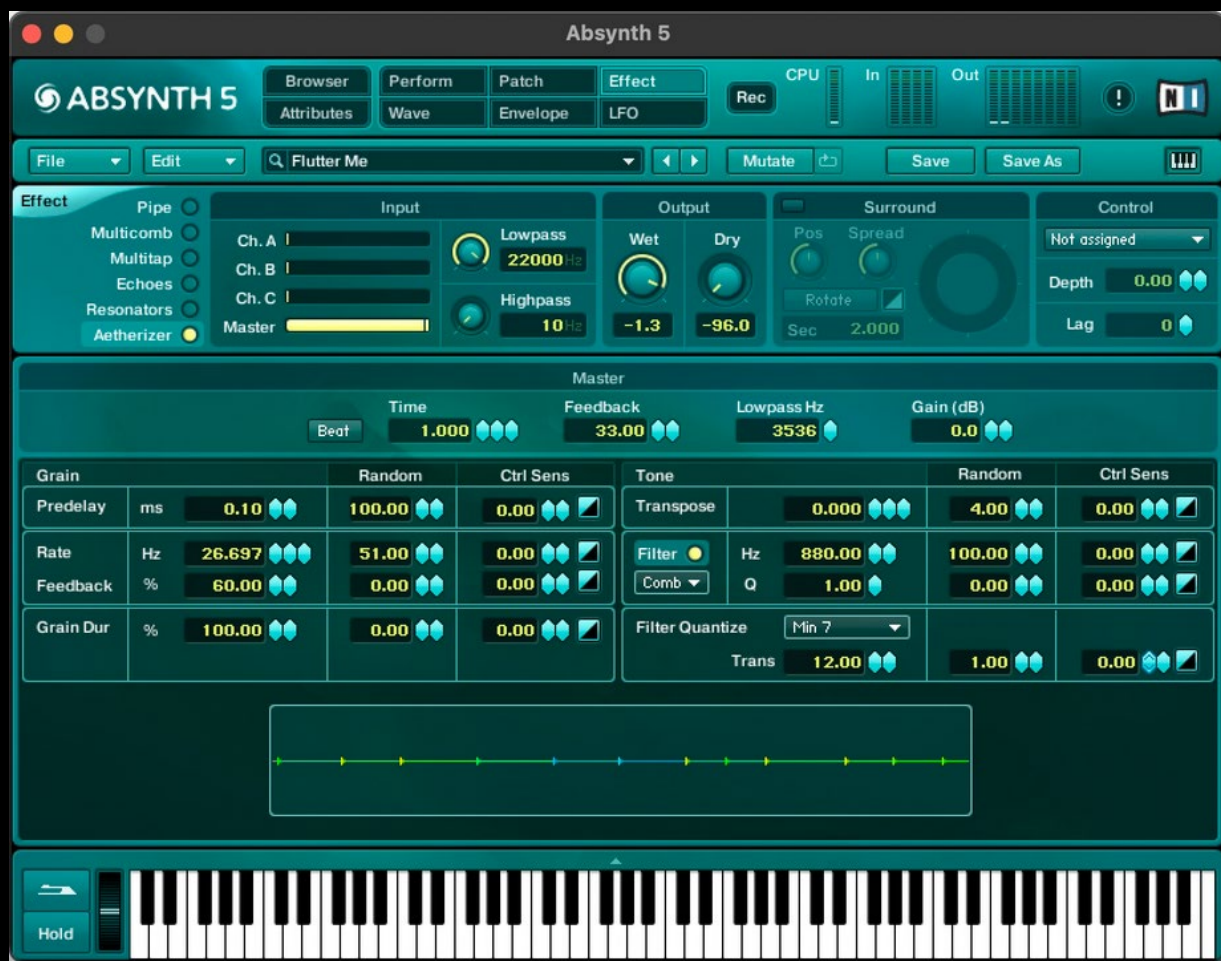 Absynth 5
ABSYNTH 5
Browser Perform Patch Effect
Attributes Wave Envelope LFO
Rec
CPU In Out
!
NI
File Edit Flutter Me Mutate Save Save As
Effect
Pipe
Multicomb
Multitap
Echoes
Resonators
Aetherizer
Input
Ch. A
Ch. B
Ch. C
Master
Lowpass
22000 Hz
Highpass
10 Hz
Output
Wet Dry
-1.3 -96.0
Surround
Pos Spread
Rotate
Sec 2.000
Control
Not assigned
Depth 0.00
Lag 0
Master
Time Feedback Lowpass Hz Gain (dB)
Beat 1.000 33.00 3536 0.0
Grain Random Ctrl Sens
Predelay ms 0.10 100.00 0.00
Rate Hz 26.697 51.00 0.00
Feedback % 60.00 0.00 0.00
Grain Dur % 100.00 0.00 0.00
Tone Random Ctrl Sens
Transpose 0.000 4.00 0.00
Filter Hz 880.00 100.00 0.00
Comb Q 1.00 0.00 0.00
Filter Quantize Min 7
Trans 12.00 1.00 0.00
Hold